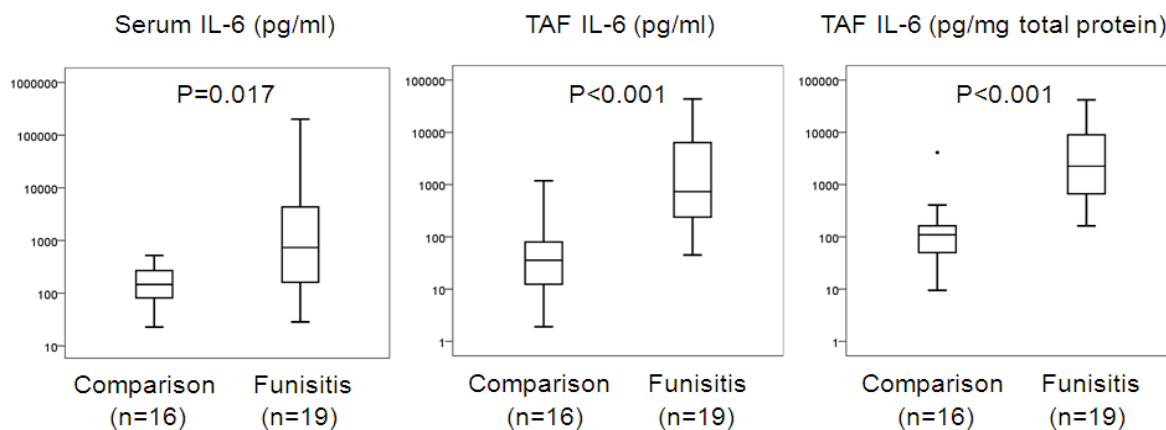 Serum IL-6 (pg/ml)
1000000
P=0.017
100000
10000
1000
100
10
Comparison Funisitis
(n=16) (n=19)
TAF IL-6 (pg/ml)
100000
P<0.001
10000
1000
100
10
1
Comparison Funisitis
(n=16) (n=19)
TAF IL-6 (pg/mg total protein)
100000
P<0.001
10000
1000
100
10
1
Comparison Funisitis
(n=16) (n=19)